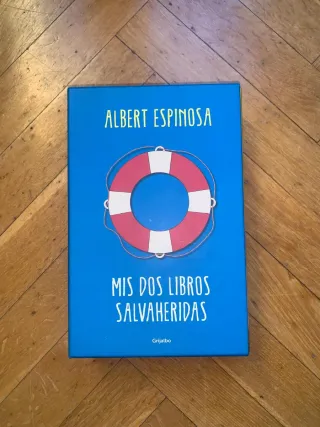 ALBERT ESPINOSA
MIS DOS LIBROS
SALVAHERIDAS
Grijalbo